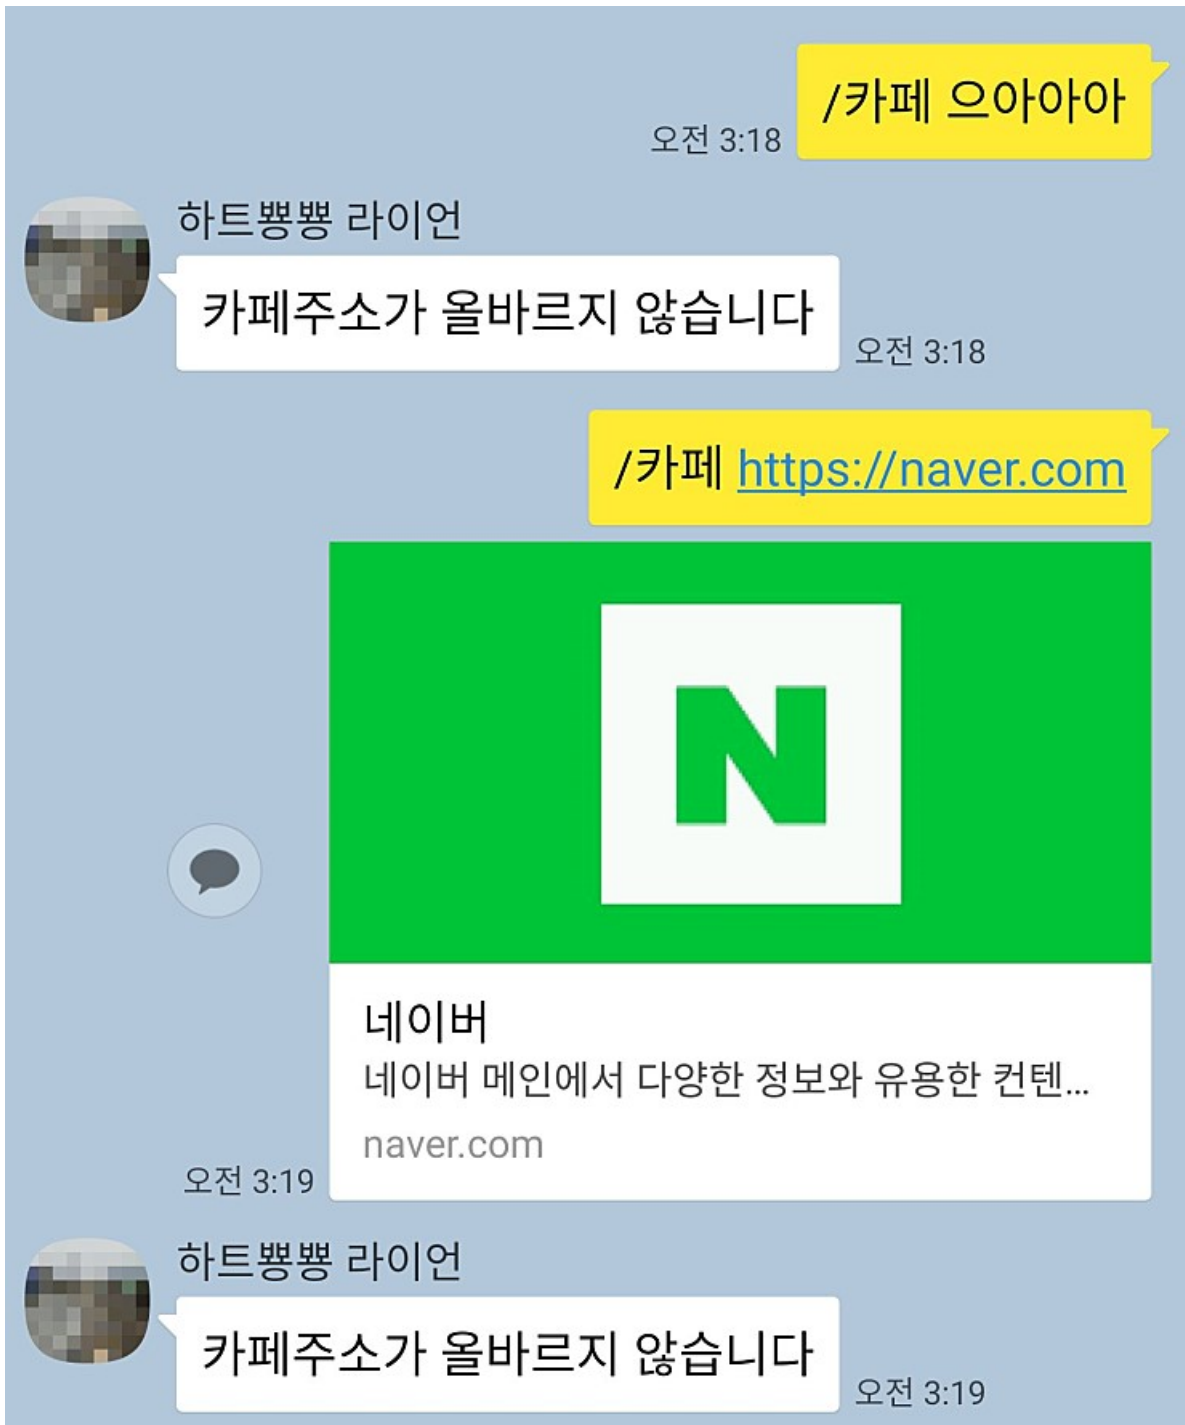 /카페 으아아아
오전 3:18
하트뿅뿅 라이언
카페주소가 올바르지 않습니다
오전 3:18
/카페 https://naver.com
N
네이버
네이버 메인에서 다양한 정보와 유용한 컨텐...
naver.com
오전 3:19
하트뿅뿅 라이언
카페주소가 올바르지 않습니다
오전 3:19